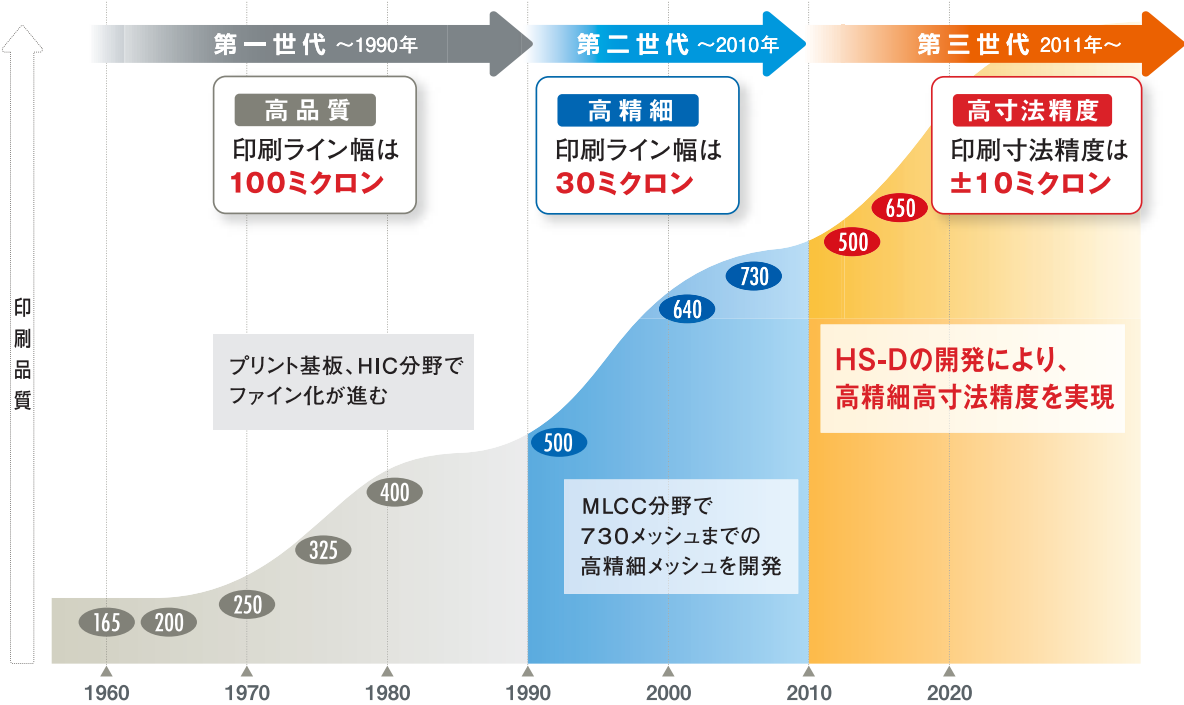 第一世代 ～1990年
第二世代 ～2010年
第三世代 2011年～
高品質
印刷ライン幅は
100ミクロン
高精細
印刷ライン幅は
30ミクロン
高寸法精度
印刷寸法精度は
±10ミクロン
印刷品質
プリント基板、HIC分野で
ファイン化が進む
MLCC分野で
730メッシュまでの
高精細メッシュを開発
HS-Dの開発により、
高精細高寸法精度を実現
165
200
250
325
400
500
640
730
500
650
1960
1970
1980
1990
2000
2010
2020